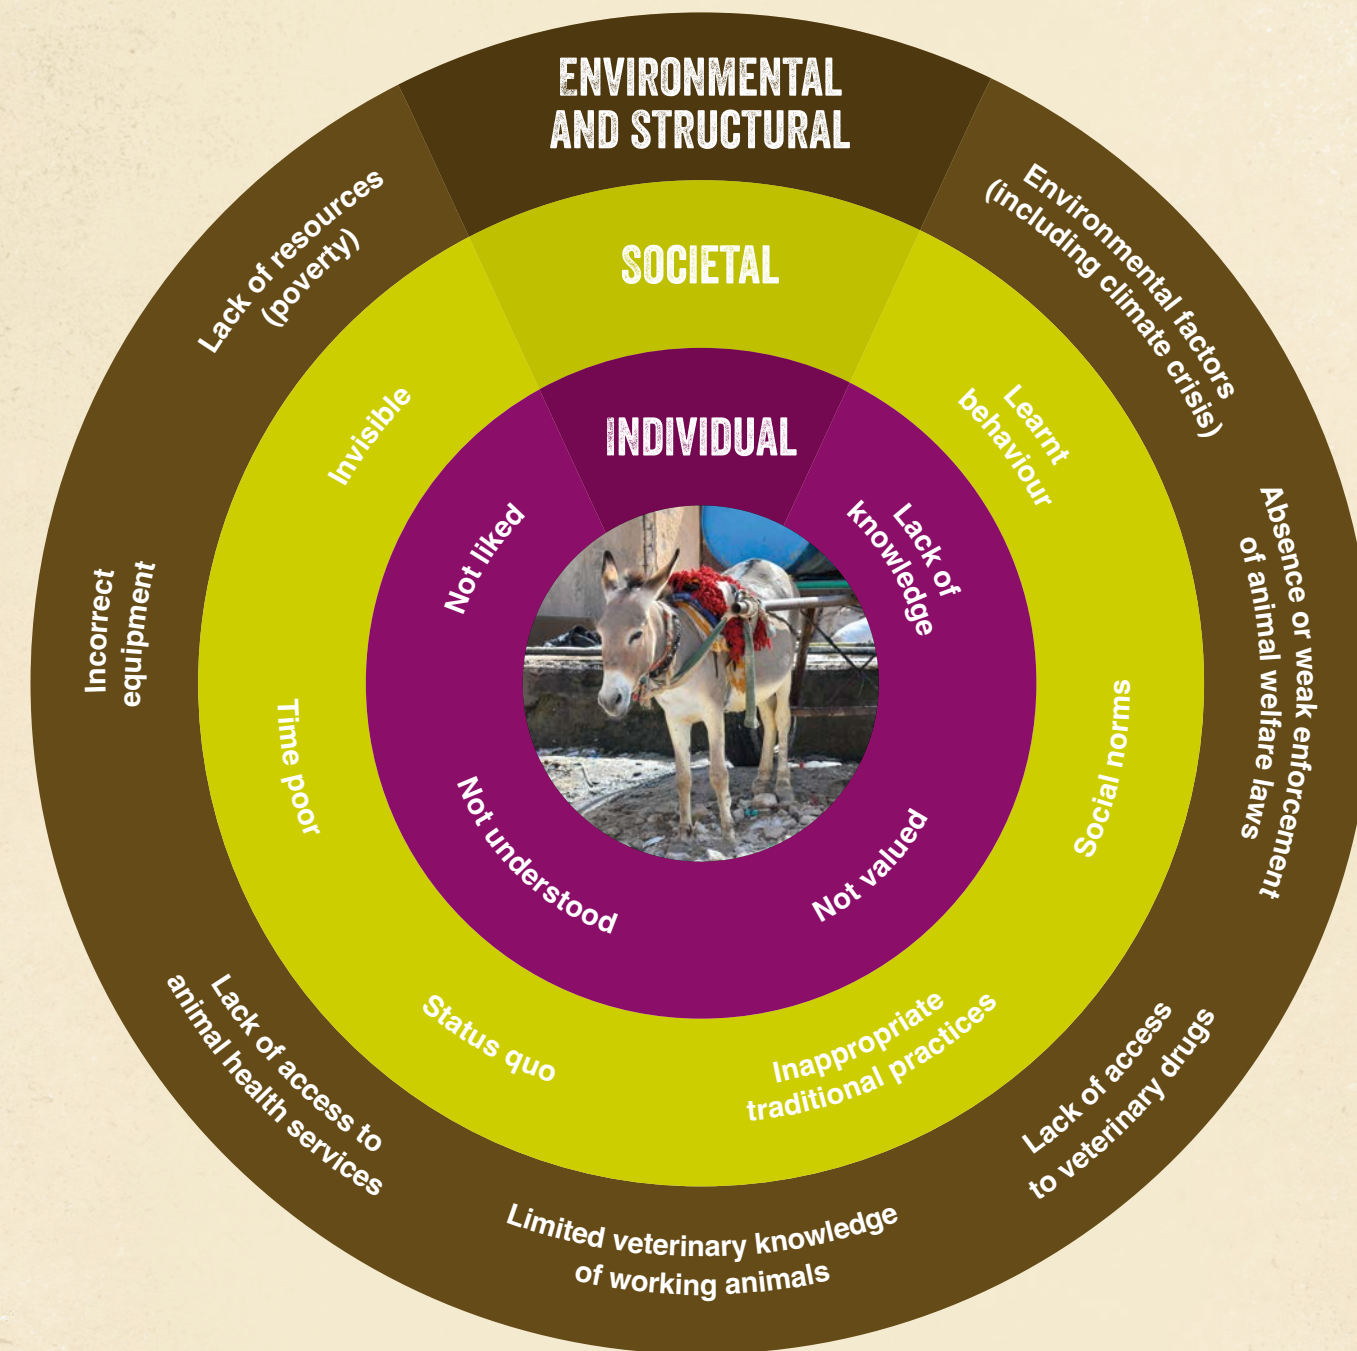 ENVIRONMENTAL
AND STRUCTURAL
Environmental factors
(including climate crisis)
Absence or weak enforcement
of animal welfare laws
Lack of access
to veterinary drugs
Limited veterinary knowledge
of working animals
Lack of access to
animal health services
Incorrect
equipment
Lack of resources
(poverty)
SOCIETAL
Learnt
behaviour
Social norms
Inappropriate
traditional practices
Status quo
Time poor
Invisible
INDIVIDUAL
Lack of
knowledge
Not valued
Not understood
Not liked